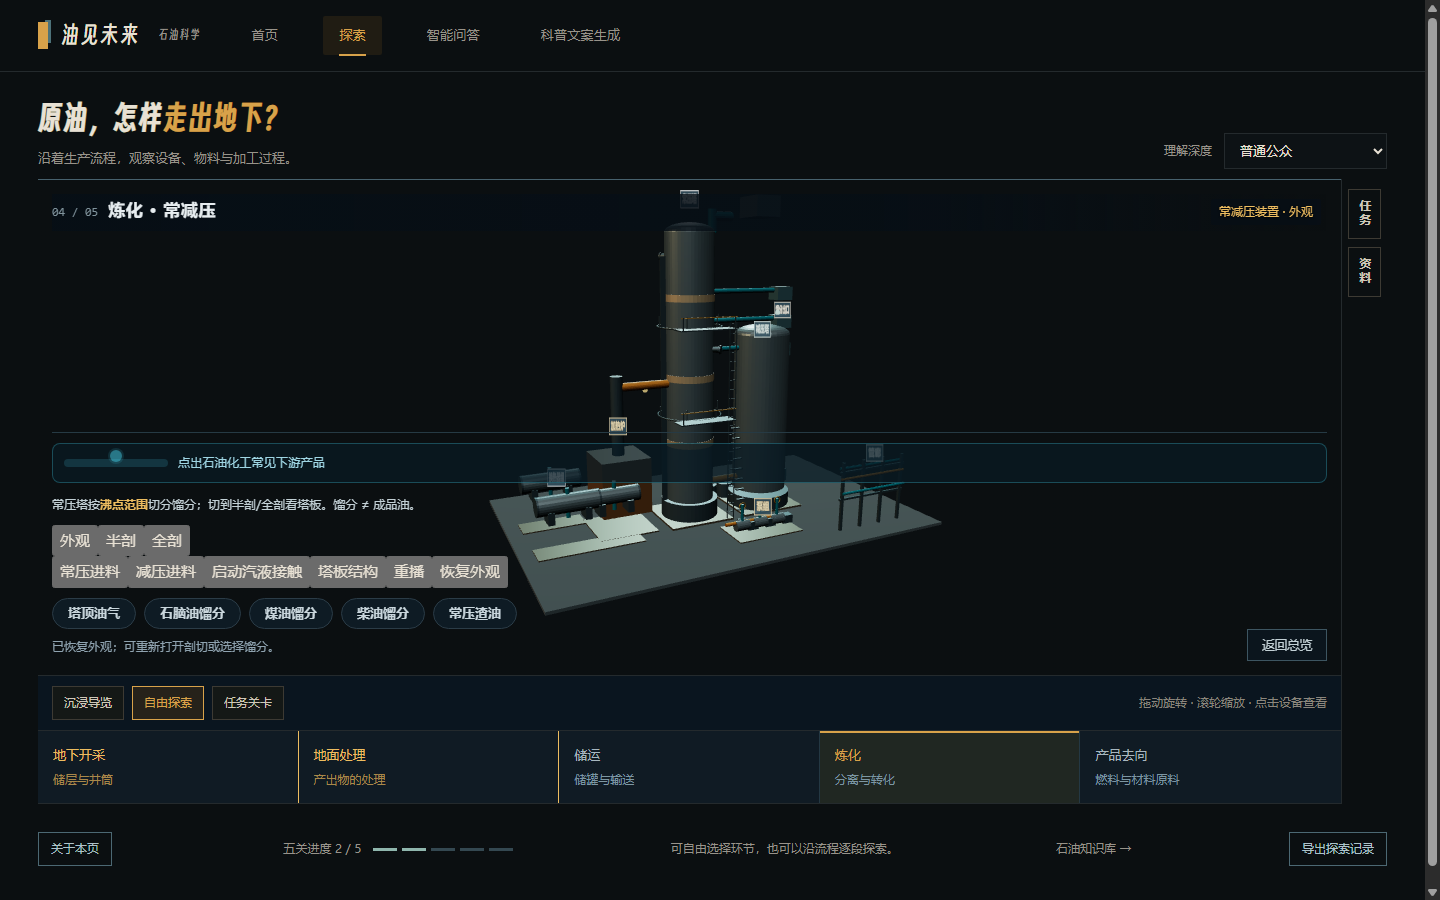 油见未来
石油科学
首页
探索
智能问答
科普文案生成
原油，怎样走出地下？
沿着生产流程，观察设备、物料与加工过程。
理解深度
普通公众
04 / 05 炼化 · 常减压
常减压装置 · 外观
任务
资料
点出石油化工常见下游产品
常压塔按沸点范围切分馏分；切到半剖/全剖看塔板。馏分 ≠ 成品油。
外观 半剖 全剖
常压进料 减压进料 启动汽液接触 塔板结构 重播 恢复外观
塔顶油气 石脑油馏分 煤油馏分 柴油馏分 常压渣油
已恢复外观；可重新打开剖切或选择馏分。
返回总览
沉浸导览 自由探索 任务关卡
拖动旋转 · 滚轮缩放 · 点击设备查看
地下开采
储层与井筒
地面处理
产出物的处理
储运
储罐与输送
炼化
分离与转化
产品去向
燃料与材料原料
关于本页
五关进度 2 / 5
可自由选择环节，也可以沿流程逐段探索。
石油知识库 →
导出探索记录